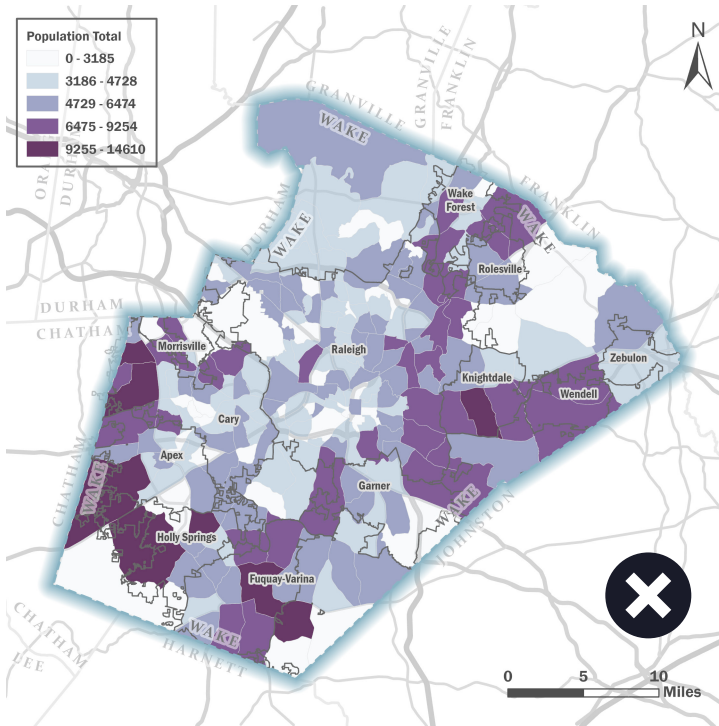 Population Total
0 - 3185
3186 - 4728
4729 - 6474
6475 - 9254
9255 - 14610
N
GRANVILLE
FRANKLIN
GRANVILLE
WAKE
DURHAM
DURHAM
WAKE
Wake
Forest
FRANKLIN
WAKE
Rolesville
DURHAM
CHATHAM
Morrisville
Raleigh
Zebulon
Knightdale
Wendell
Cary
Apex
CHATHAM
WAKE
Garner
WAKE
JOHNSTON
Holly Springs
Fuquay-Varina
CHATHAM
LEE
WAKE
HARNETT
0 5 10
Miles